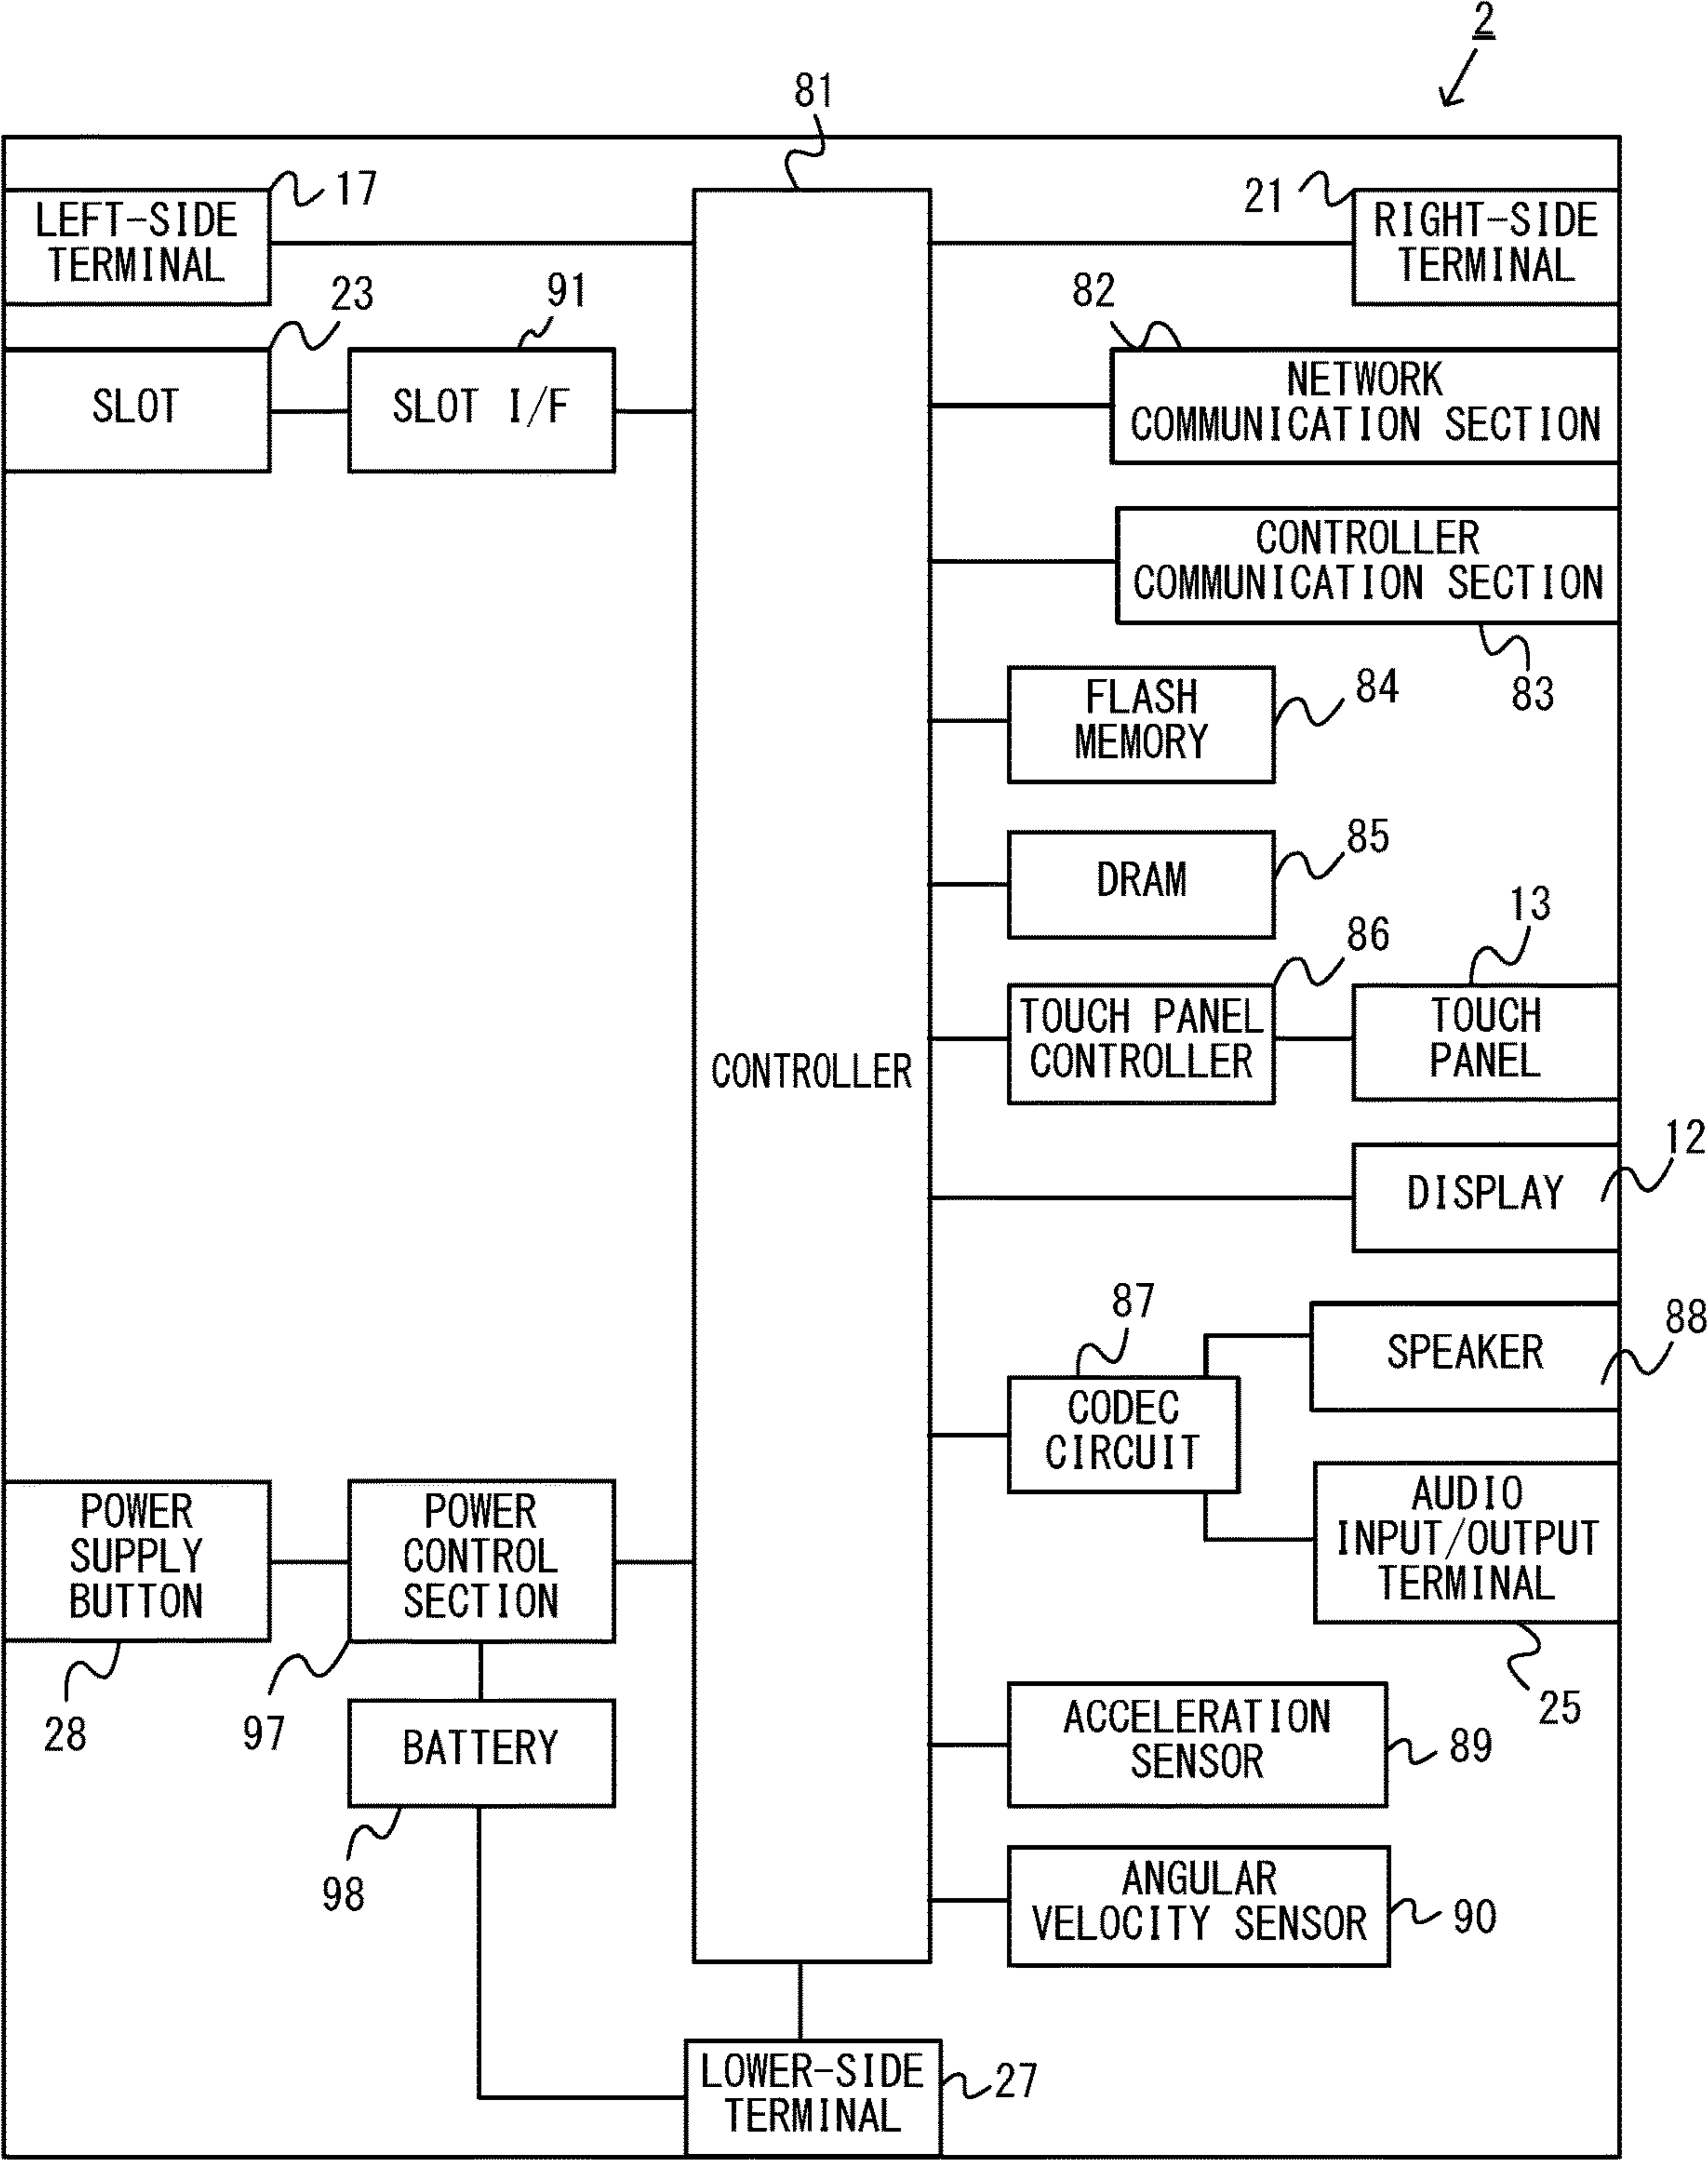 2
81
17
LEFT-SIDE
TERMINAL
21
RIGHT-SIDE
TERMINAL
23
SLOT
91
SLOT I/F
82
NETWORK
COMMUNICATION SECTION
CONTROLLER
COMMUNICATION SECTION
83
FLASH
MEMORY
84
DRAM
85
86
TOUCH PANEL
CONTROLLER
13
TOUCH
PANEL
CONTROLLER
12
DISPLAY
87
CODEC
CIRCUIT
88
SPEAKER
AUDIO
INPUT/OUTPUT
TERMINAL
25
POWER
SUPPLY
BUTTON
28
POWER
CONTROL
SECTION
97
BATTERY
98
ACCELERATION
SENSOR
89
ANGULAR
VELOCITY SENSOR
90
LOWER-SIDE
TERMINAL
27